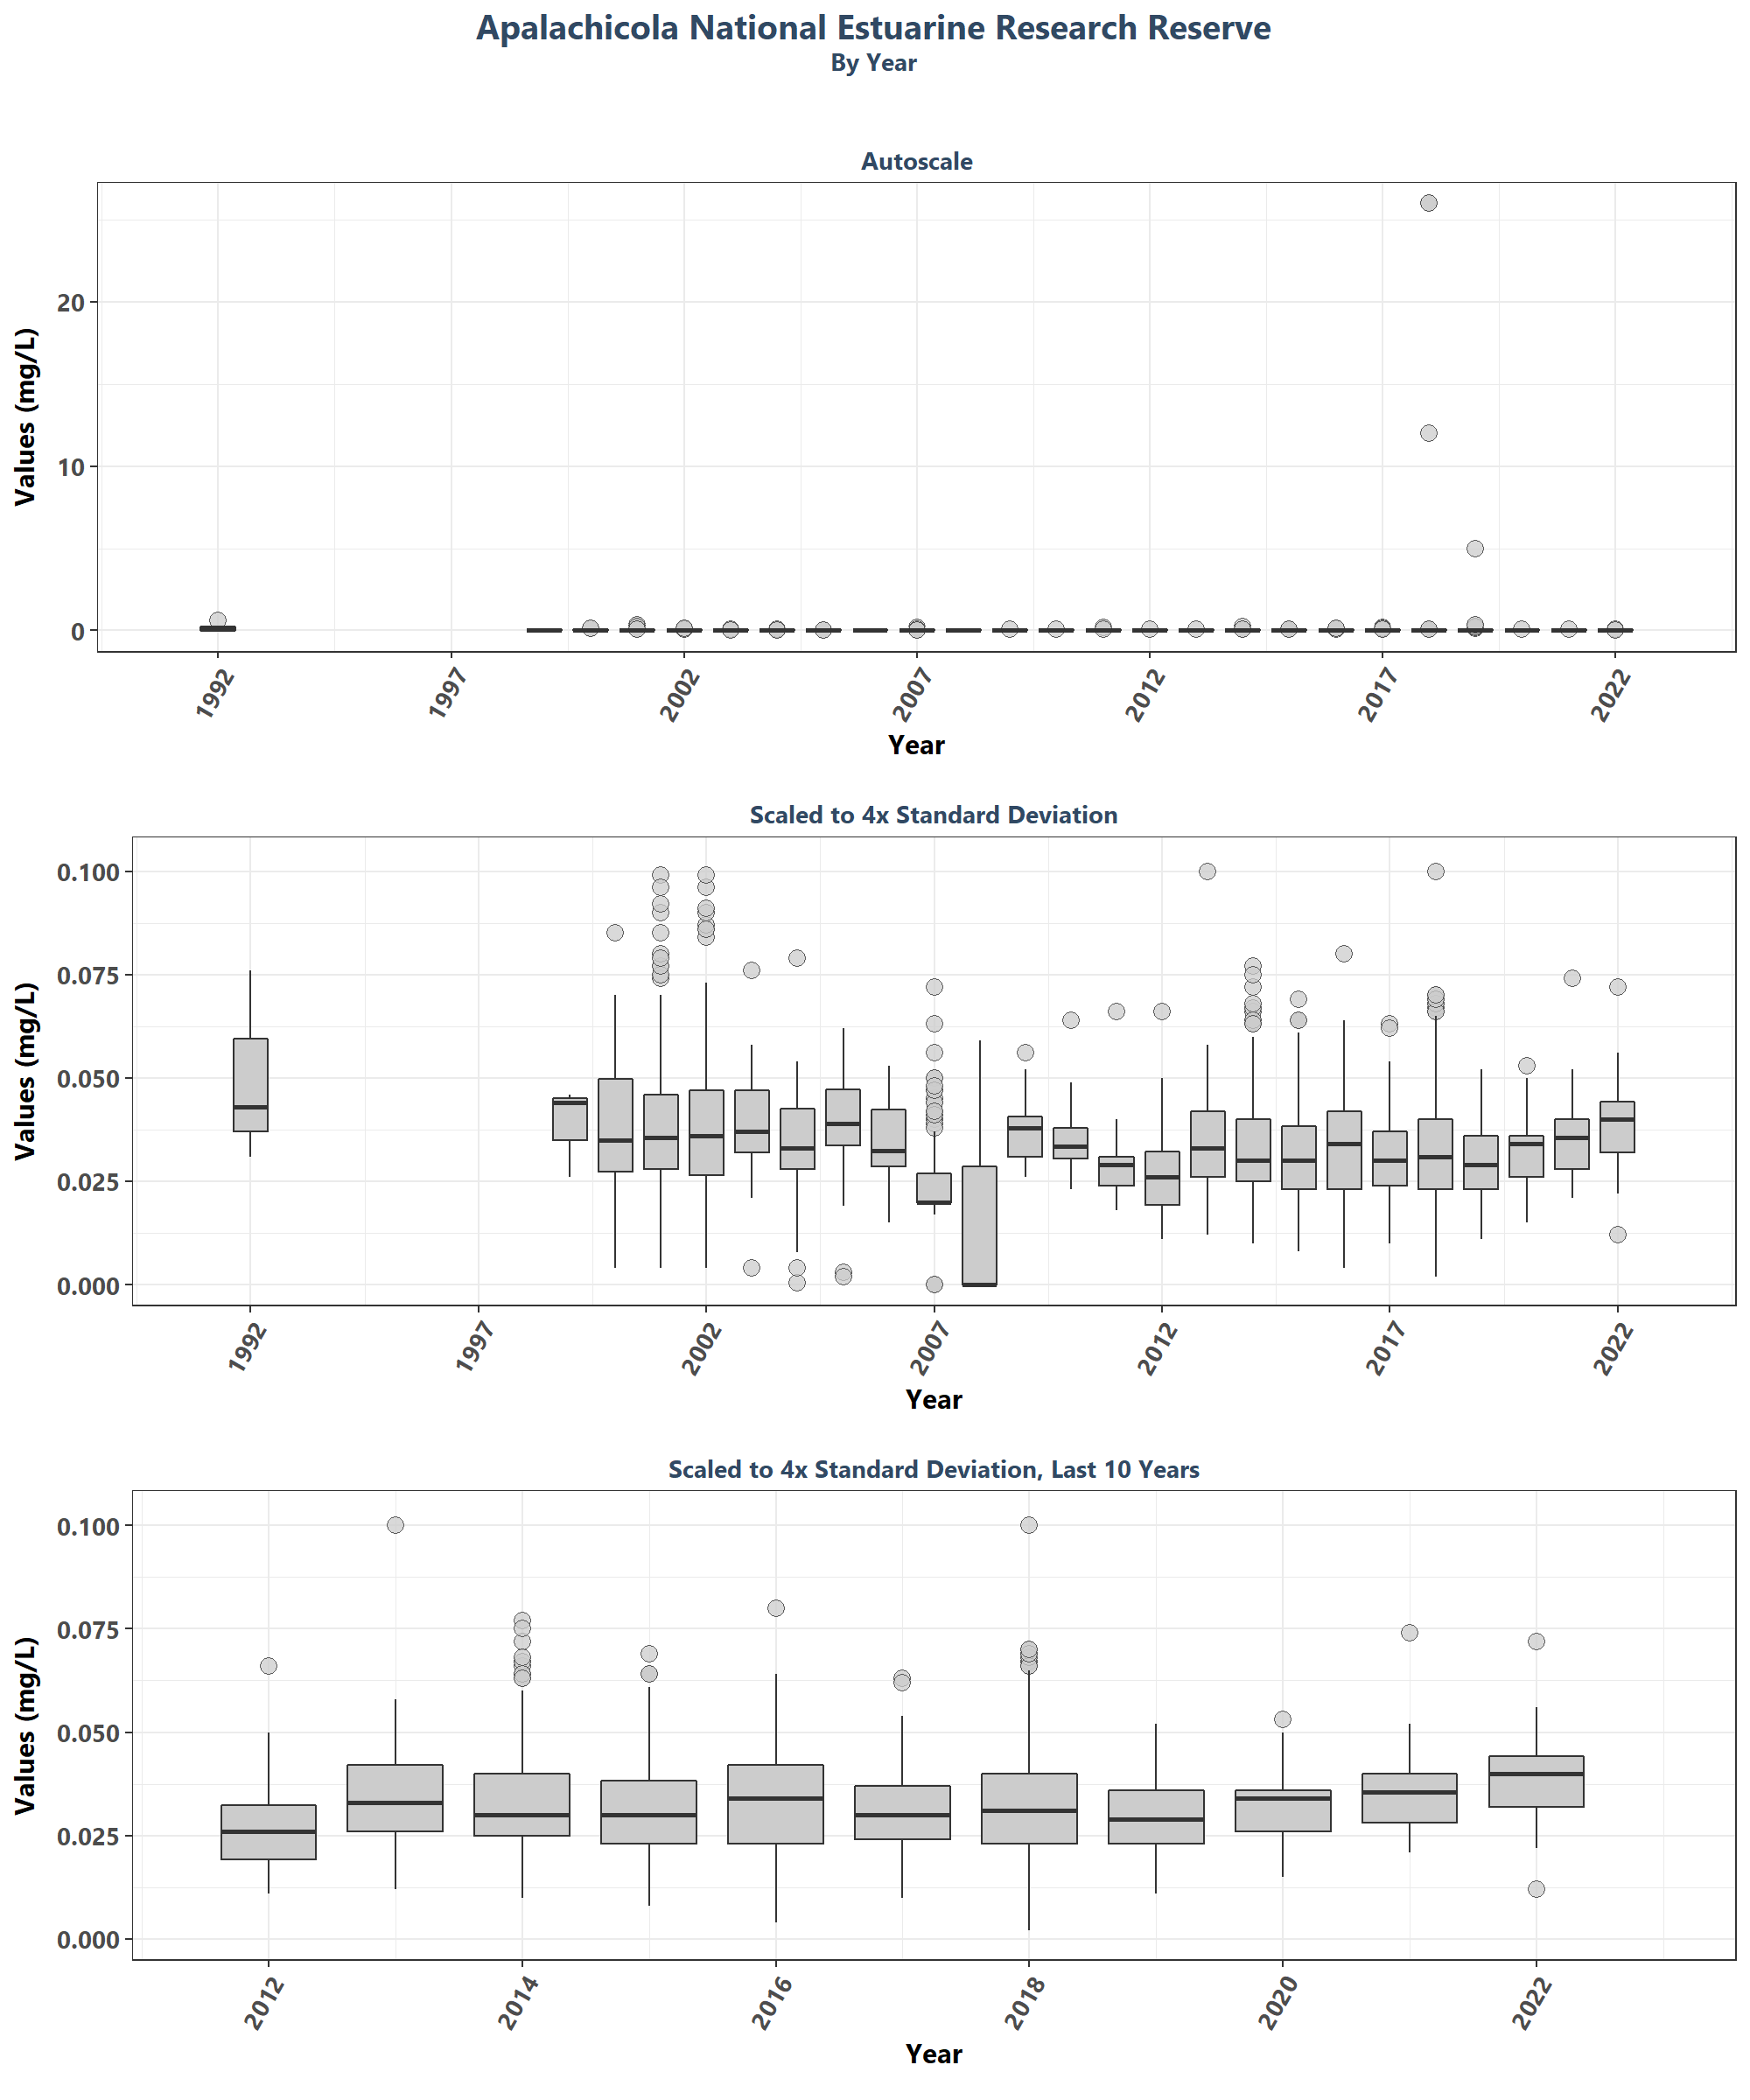 Apalachicola National Estuarine Research Reserve
By Year
Autoscale
Values (mg/L)
20
10
0
1992 1997 2002 2007 2012 2017 2022
Year
Scaled to 4x Standard Deviation
Values (mg/L)
0.100
0.075
0.050
0.025
0.000
1992 1997 2002 2007 2012 2017 2022
Year
Scaled to 4x Standard Deviation, Last 10 Years
Values (mg/L)
0.100
0.075
0.050
0.025
0.000
2012 2014 2016 2018 2020 2022
Year